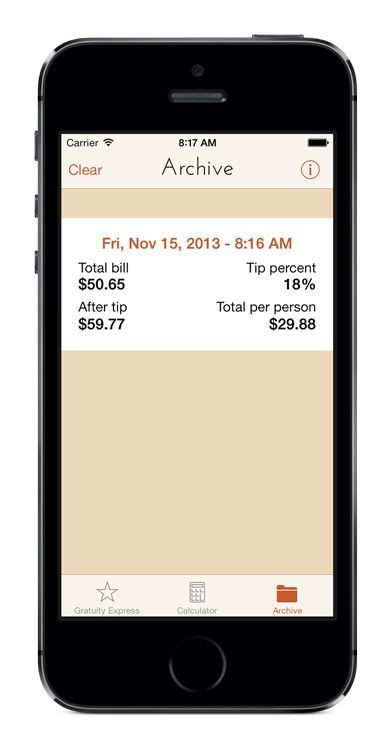 Carrier 8:17 AM
Clear Archive
Fri, Nov 15, 2013 - 8:16 AM
Total bill Tip percent
$50.65 18%
After tip Total per person
$59.77 $29.88
Gratuity Express Calculator Archive